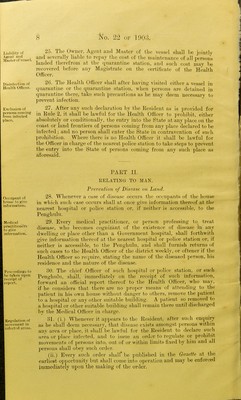 8 No. 22 OF 1903.
Liability of Agent and Master of vessel.
25. The Owner, Agent and Master of the vessel shall be jointly
and severally liable to repay the cost of the maintenance of all persons
landed therefrom at the quarantine station, and such cost may be
recovered before any Magistrate on the certificate of the Health
Officer.
Disinfection of Health Officer.
26. The Health Officer shall after having visited either a vessel in
quarantine or the quarantine station, when persons are detained in
quarantine there, take such precautions as he may deem necessary to
prevent infection.
Exclusion of persons from infected place.
27. After any such declaration by the Resident as is provided for
in Rule 2, it shall be lawful for the Health Officer to prohibit, either
absolutely or conditionally, the entry into the State at any place on the
coast or land frontiers of persons coming from any place declared to be
infected; and no person shall enter the State in contravention of such
prohibition. Where there is no Health Officer it shall be lawful for
the Officer in charge of the nearest police station to take steps to prevent
the entry into the State of persons coming from any such place as
aforesaid.
PART II.
RELATING TO MAN.
Prevention of Disease on Land.
Occupant of house to give information.
28. Whenever a case of disease occurs the occupants of the house
in which such case occurs shall at once give information thereof at the
nearest hospital or police station or, if neither is accessible, to the
Penghulu.
Medical practitioner to give information.
29. Every medical practitioner, or person professing to treat
disease, who becomes cognizant of the existence of disease in any
dwelling or place other than a Government hospital, shall forthwith
give information thereof at the nearest hospital or police station or, if
neither is accessible, to the Penghulu, and shall furnish returns of
such cases to the Health Officer of the district weekly, or oftener if the
Health Officer so require, stating the name of the diseased person, his
residence and the nature of the disease.
Proceedings to be taken upon receipt of report.
30. The chief Officer of such hospital or police station, or such
Penghulu, shall, immediately on the receipt of such information,
forward an official report thereof to the Health Officer, who may,
if he considers that there are no proper means of attending to the
patient in his own house without danger to others, remove the patient
to a hospital or any other suitable building. A patient so removed to
a hospital or other suitable building shall remain there until discharged
by the Medical Officer in charge.
Regulation of movement in infected areas.
31. (i.) Whenever it appears to the Resident, after such enquiry
as he shall deem necessary, that disease exists amongst persons within
any area or place, it shall be lawful for the Resident to declare such
area or place infected, and to issue an order to regulate or prohibit
movements of persons into, out of or within limits fixed by him and all
persons shall obey such order.
(ii.) Every such order shall be published in the Gazette at the
earliest opportunity but shall come into operation and may be enforced
immediately upon the making of the order.